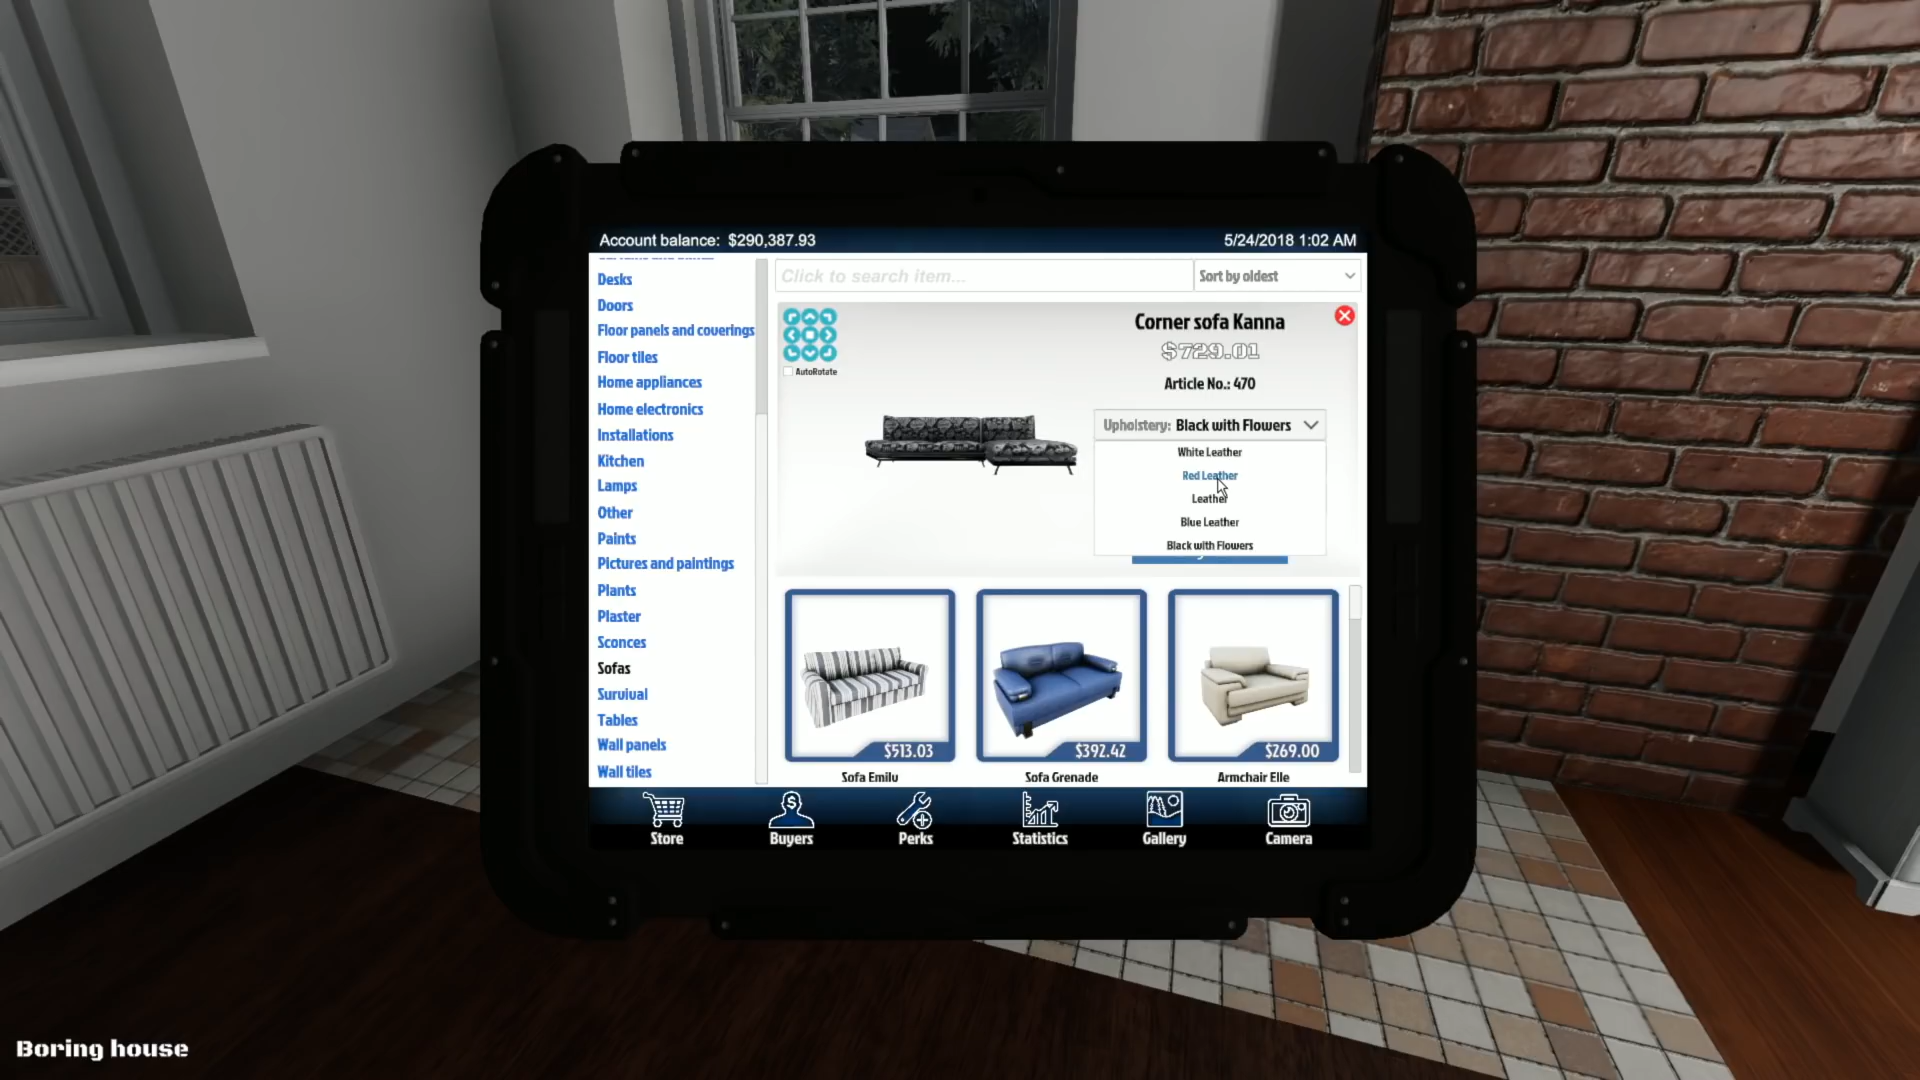 Account balance: $290,387.93
5/24/2018 1:02 AM
Desks
Doors
Floor panels and coverings
Floor tiles
Home appliances
Home electronics
Installations
Kitchen
Lamps
Other
Paints
Pictures and paintings
Plants
Plaster
Sconces
Sofas
Survival
Tables
Wall panels
Wall tiles
Click to search item...
Sort by oldest
AutoRotate
Corner sofa Kanna
$729.01
Article No.: 470
Upholstery: Black with Flowers
White Leather
Red Leather
Leather
Blue Leather
Black with Flowers
$513.03
$392.42
$269.00
Sofa Emilu
Sofa Grenade
Armchair Elle
Store
Buyers
Perks
Statistics
Gallery
Camera
Boring house